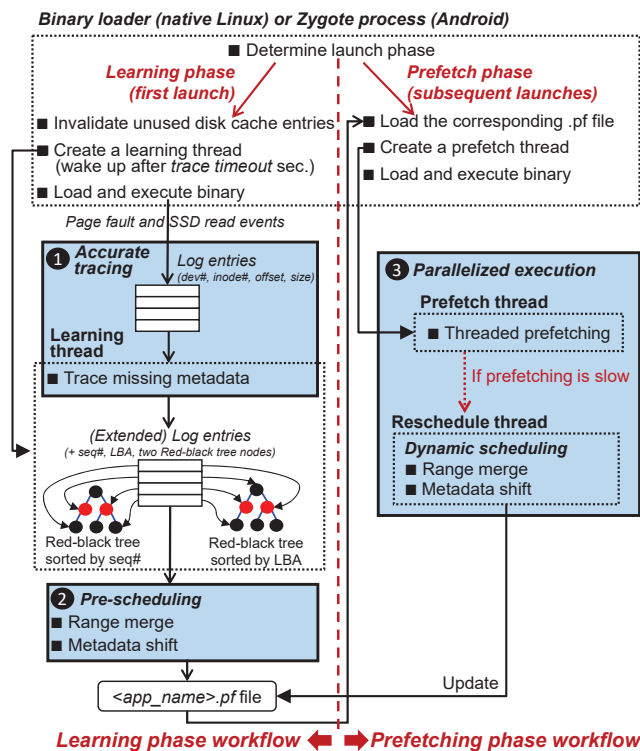 Binary loader (native Linux) or Zygote process (Android)
■ Determine launch phase
Learning phase
(first launch)
Prefetch phase
(subsequent launches)
■ Invalidate unused disk cache entries
■ Create a learning thread
(wake up after trace timeout sec.)
■ Load and execute binary
■ Load the corresponding .pf file
■ Create a prefetch thread
■ Load and execute binary
Page fault and SSD read events
1 Accurate
tracing
Log entries
(dev#, inode#, offset, size)
Learning
thread
■ Trace missing metadata
(Extended) Log entries
(+ seq#, LBA, two Red-black tree nodes)
Red-black tree
sorted by seq#
Red-black tree
sorted by LBA
2 Pre-scheduling
■ Range merge
■ Metadata shift
<app_name>.pf file
3 Parallelized execution
Prefetch thread
■ Threaded prefetching
If prefetching is slow
Reschedule thread
Dynamic scheduling
■ Range merge
■ Metadata shift
Update
Learning phase workflow
Prefetching phase workflow